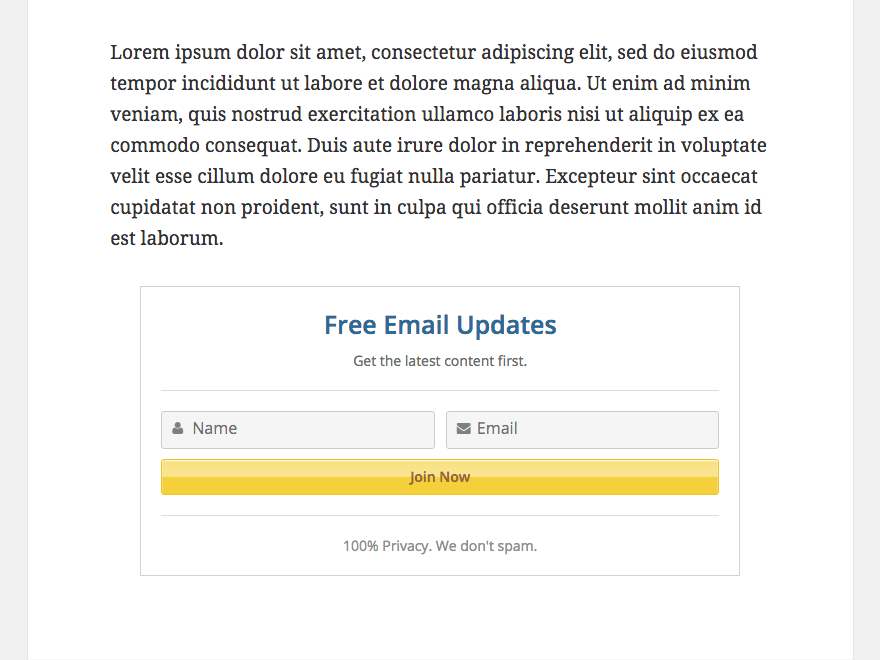 Lorem ipsum dolor sit amet, consectetur adipiscing elit, sed do eiusmod
tempor incididunt ut labore et dolore magna aliqua. Ut enim ad minim
veniam, quis nostrud exercitation ullamco laboris nisi ut aliquip ex ea
commodo consequat. Duis aute irure dolor in reprehenderit in voluptate
velit esse cillum dolore eu fugiat nulla pariatur. Excepteur sint occaecat
cupidatat non proident, sunt in culpa qui officia deserunt mollit anim id
est laborum.
Free Email Updates
Get the latest content first.
Name
Email
Join Now
100% Privacy. We don't spam.